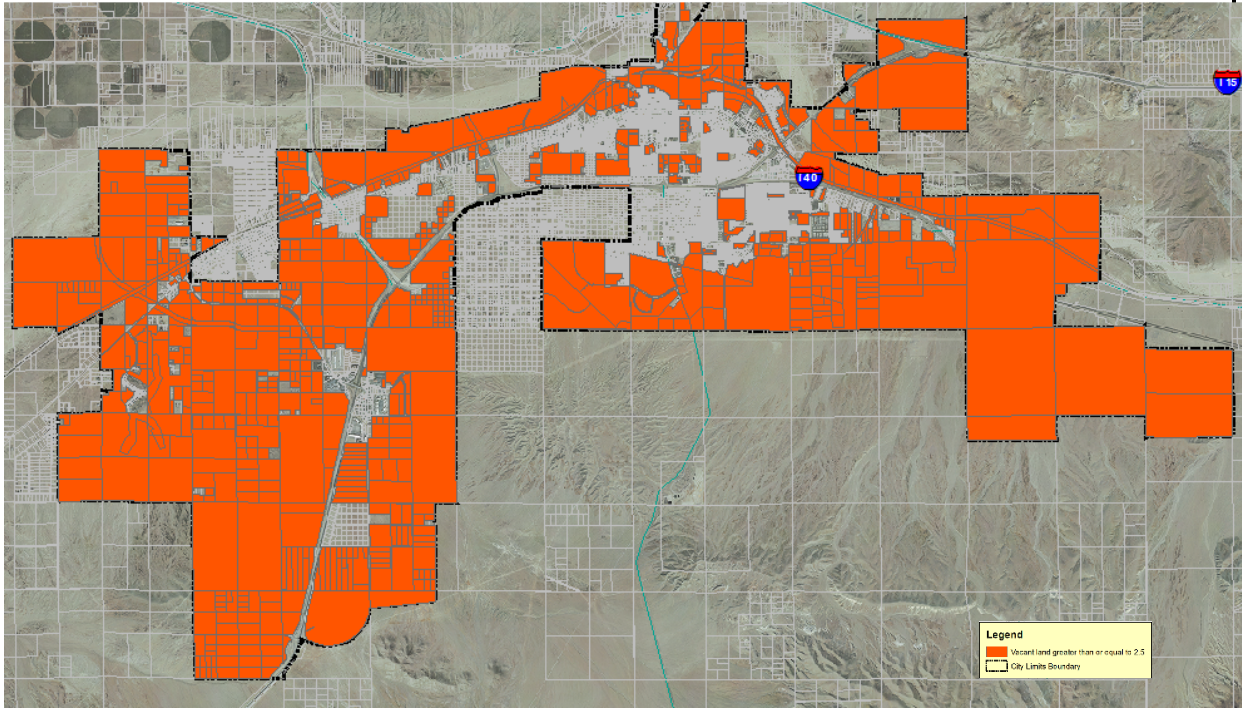 I 15
I 40
Legend
Vacant land greater than or equal to 2.5
City Limits Boundary